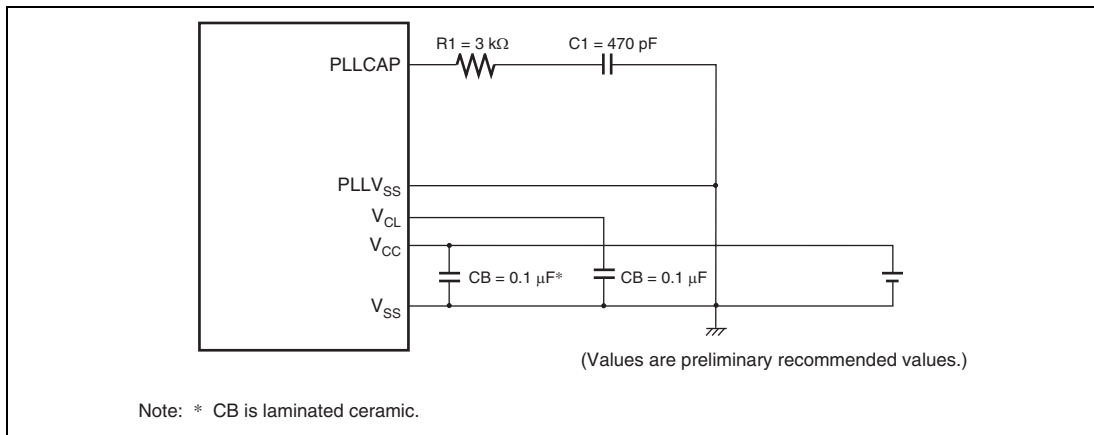 R1 = 3 kΩ
C1 = 470 pF
PLLCAP
PLLVSS
VCL
VCC
CB = 0.1 μF*
CB = 0.1 μF
VSS
(Values are preliminary recommended values.)
Note: * CB is laminated ceramic.